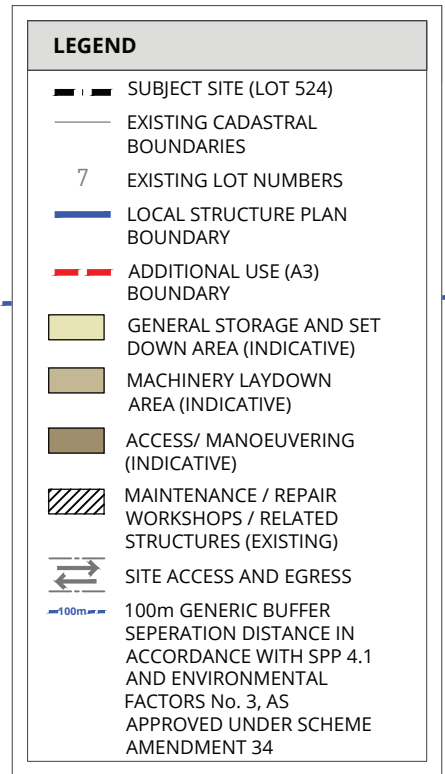 LEGEND
SUBJECT SITE (LOT 524)
EXISTING CADASTRAL
BOUNDARIES
7 EXISTING LOT NUMBERS
LOCAL STRUCTURE PLAN
BOUNDARY
ADDITIONAL USE (A3)
BOUNDARY
GENERAL STORAGE AND SET
DOWN AREA (INDICATIVE)
MACHINERY LAYDOWN
AREA (INDICATIVE)
ACCESS/ MANOEUVERING
(INDICATIVE)
MAINTENANCE / REPAIR
WORKSHOPS / RELATED
STRUCTURES (EXISTING)
SITE ACCESS AND EGRESS
100m 100m GENERIC BUFFER
SEPERATION DISTANCE IN
ACCORDANCE WITH SPP 4.1
AND ENVIRONMENTAL
FACTORS No. 3, AS
APPROVED UNDER SCHEME
AMENDMENT 34